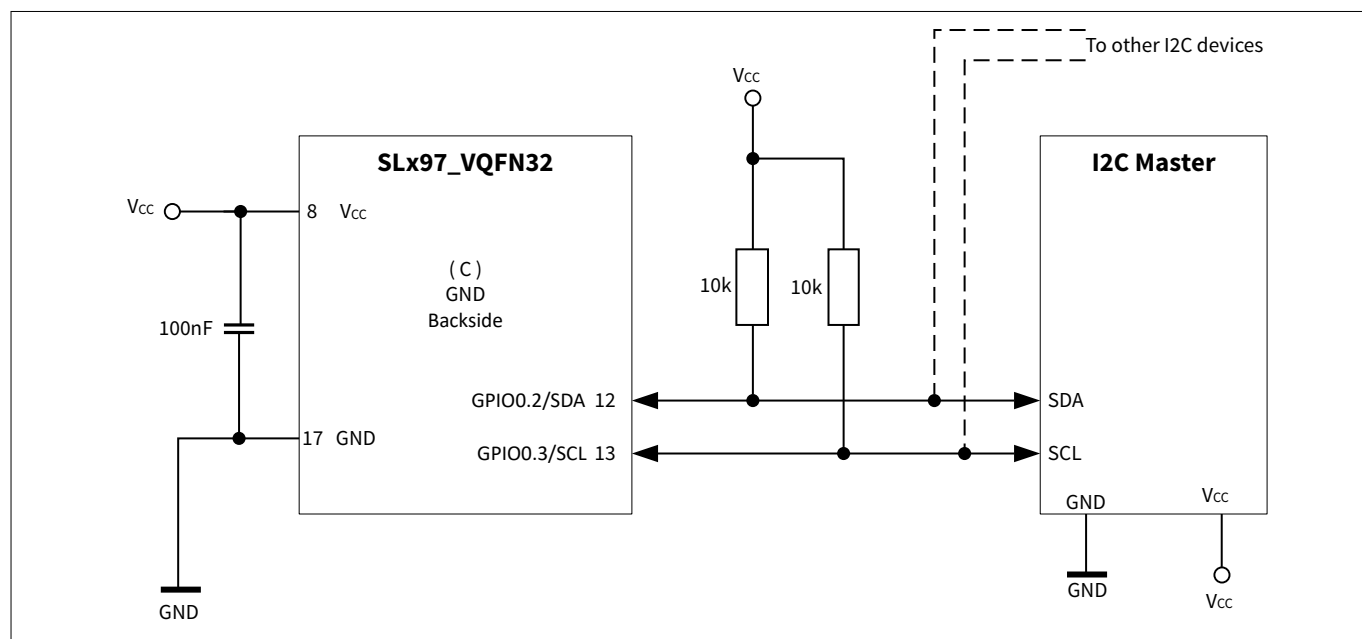 To other I2C devices
VCC
SLx97_VQFN32
I2C Master
VCC
8 VCC
( C )
GND
Backside
10k
10k
100nF
GPIO0.2/SDA 12
SDA
17 GND
GPIO0.3/SCL 13
SCL
GND
VCC
GND
GND
VCC